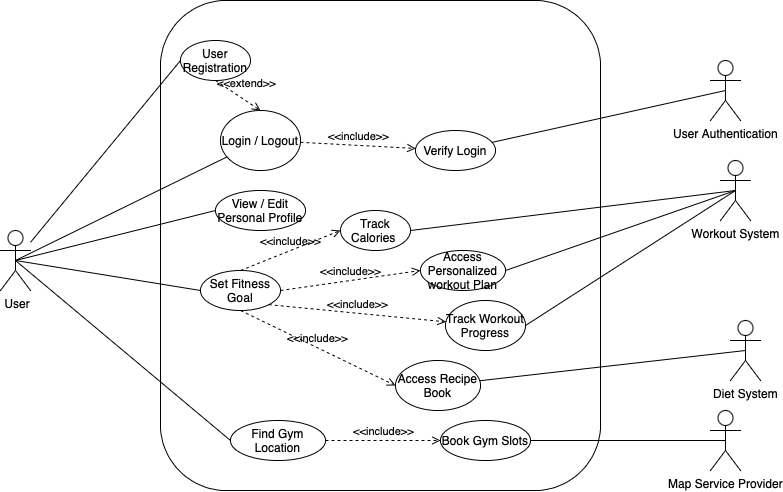 User
Registration
<<extend>>
Login / Logout
<<include>>
Verify Login
User Authentication
View / Edit
Personal Profile
Track
Calories
<<include>>
Workout System
Access
Personalized
workout Plan
<<include>>
User
Set Fitness
Goal
<<include>>
Track Workout
Progress
<<include>>
Access Recipe
Book
Diet System
Find Gym
Location
<<include>>
Book Gym Slots
Map Service Provider